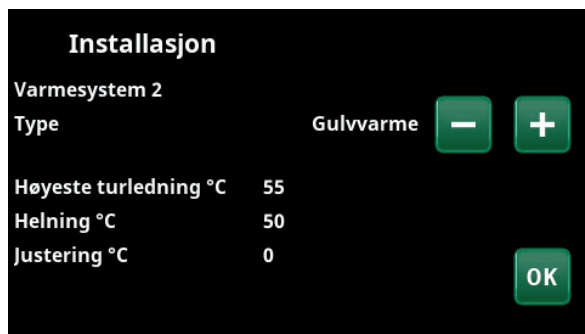 Installasjon
Varmesystem 2
Type Gulvvarme − +
Høyeste turledning °C 55
Helning °C 50
Justering °C 0
OK